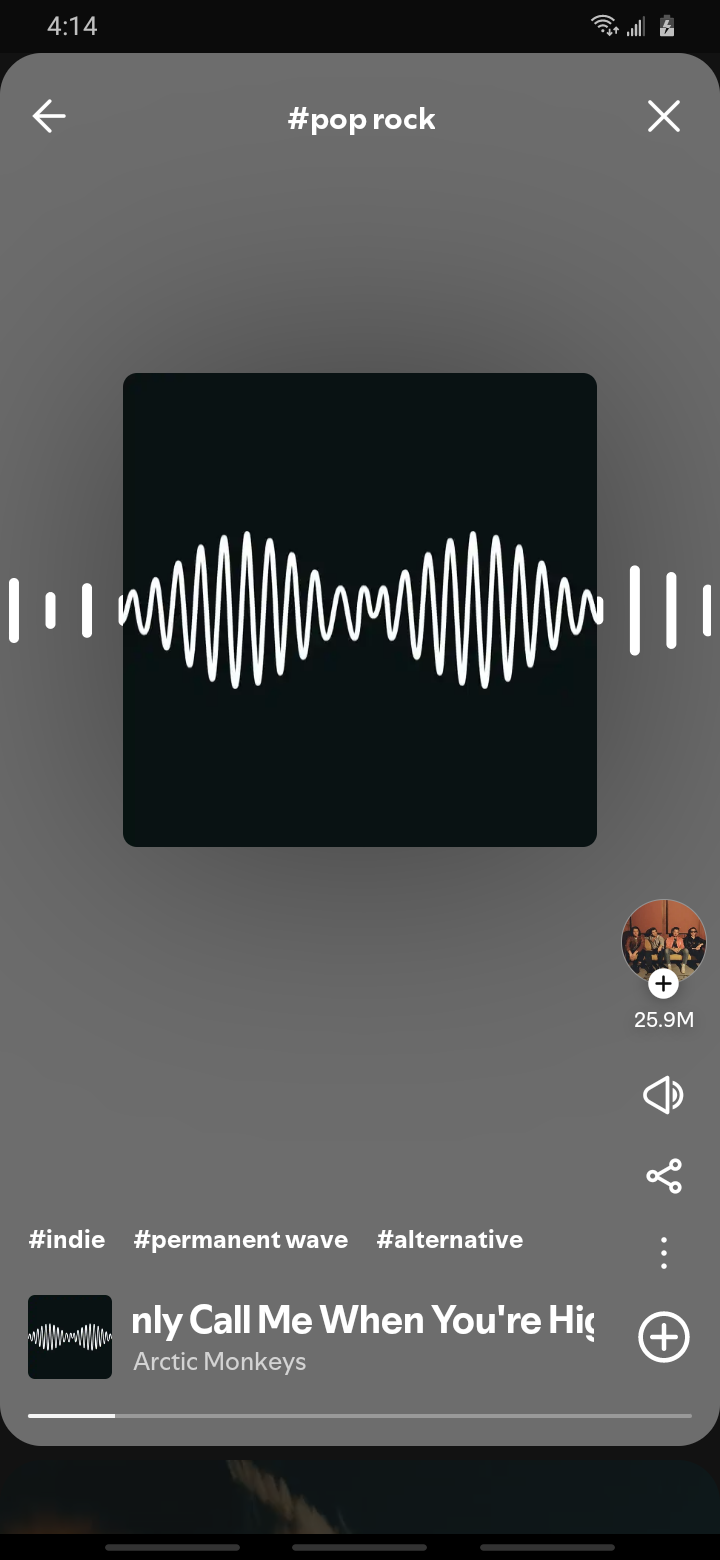 4:14
#pop rock
25.9M
#indie #permanent wave #alternative
nly Call Me When You're Hig
Arctic Monkeys